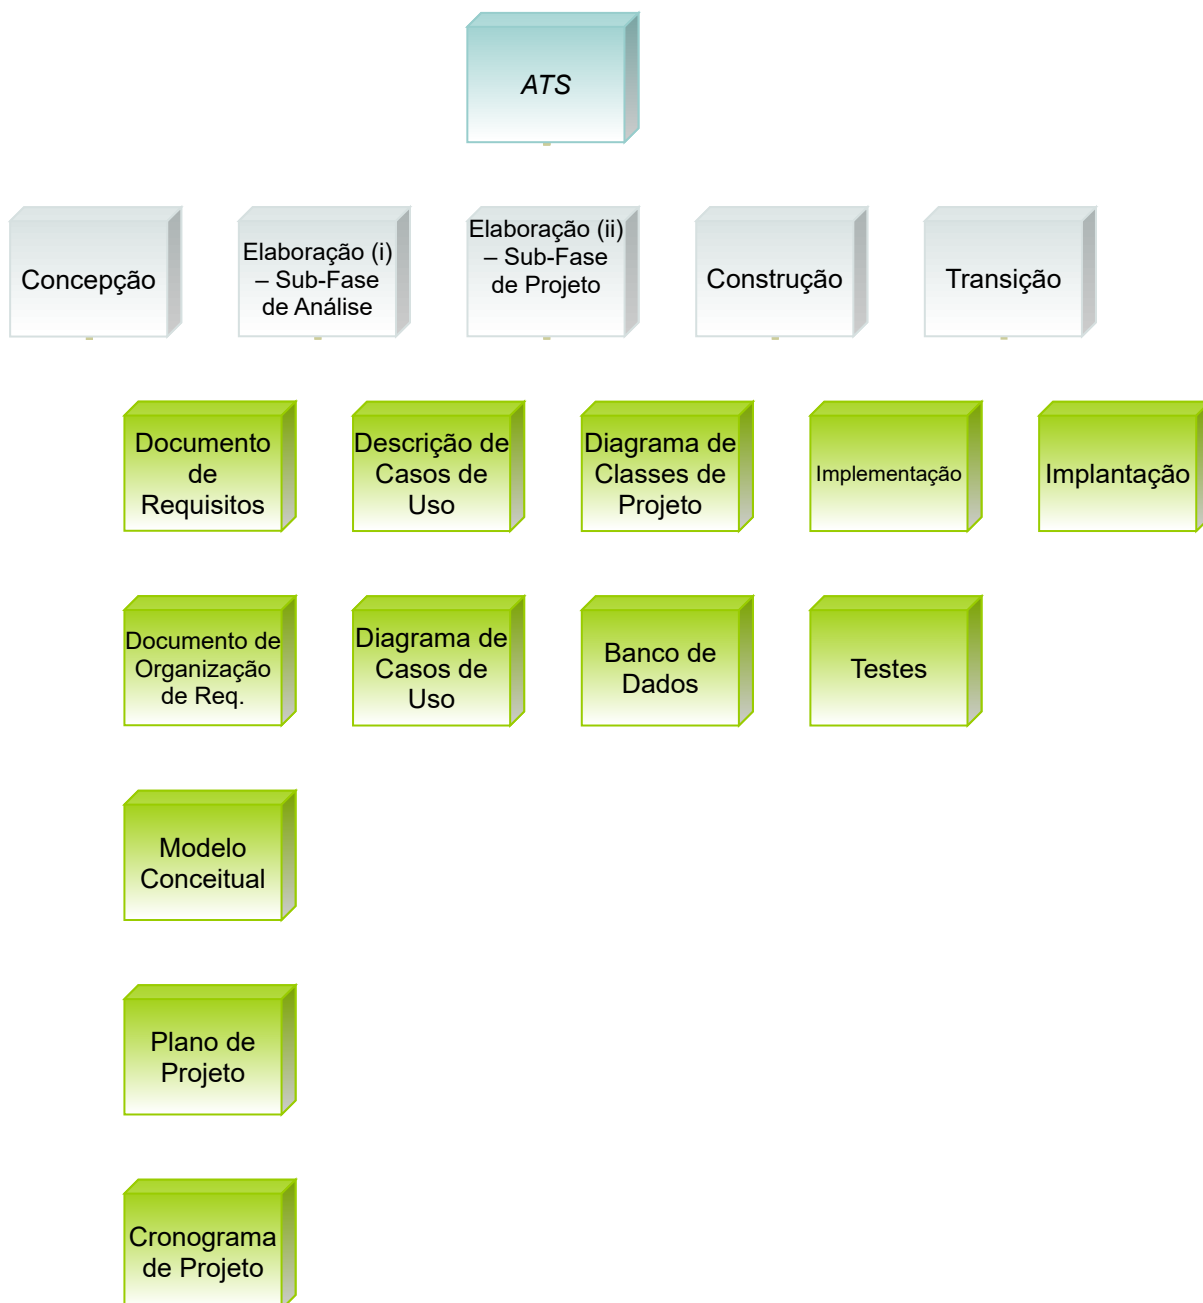 ATS
Concepção
Elaboração (i)
– Sub-Fase
de Análise
Elaboração (ii)
– Sub-Fase
de Projeto
Construção
Transição
Documento
de
Requisitos
Descrição de
Casos de
Uso
Diagrama de
Classes de
Projeto
Implementação
Implantação
Documento de
Organização
de Req.
Diagrama de
Casos de
Uso
Banco de
Dados
Testes
Modelo
Conceitual
Plano de
Projeto
Cronograma
de Projeto